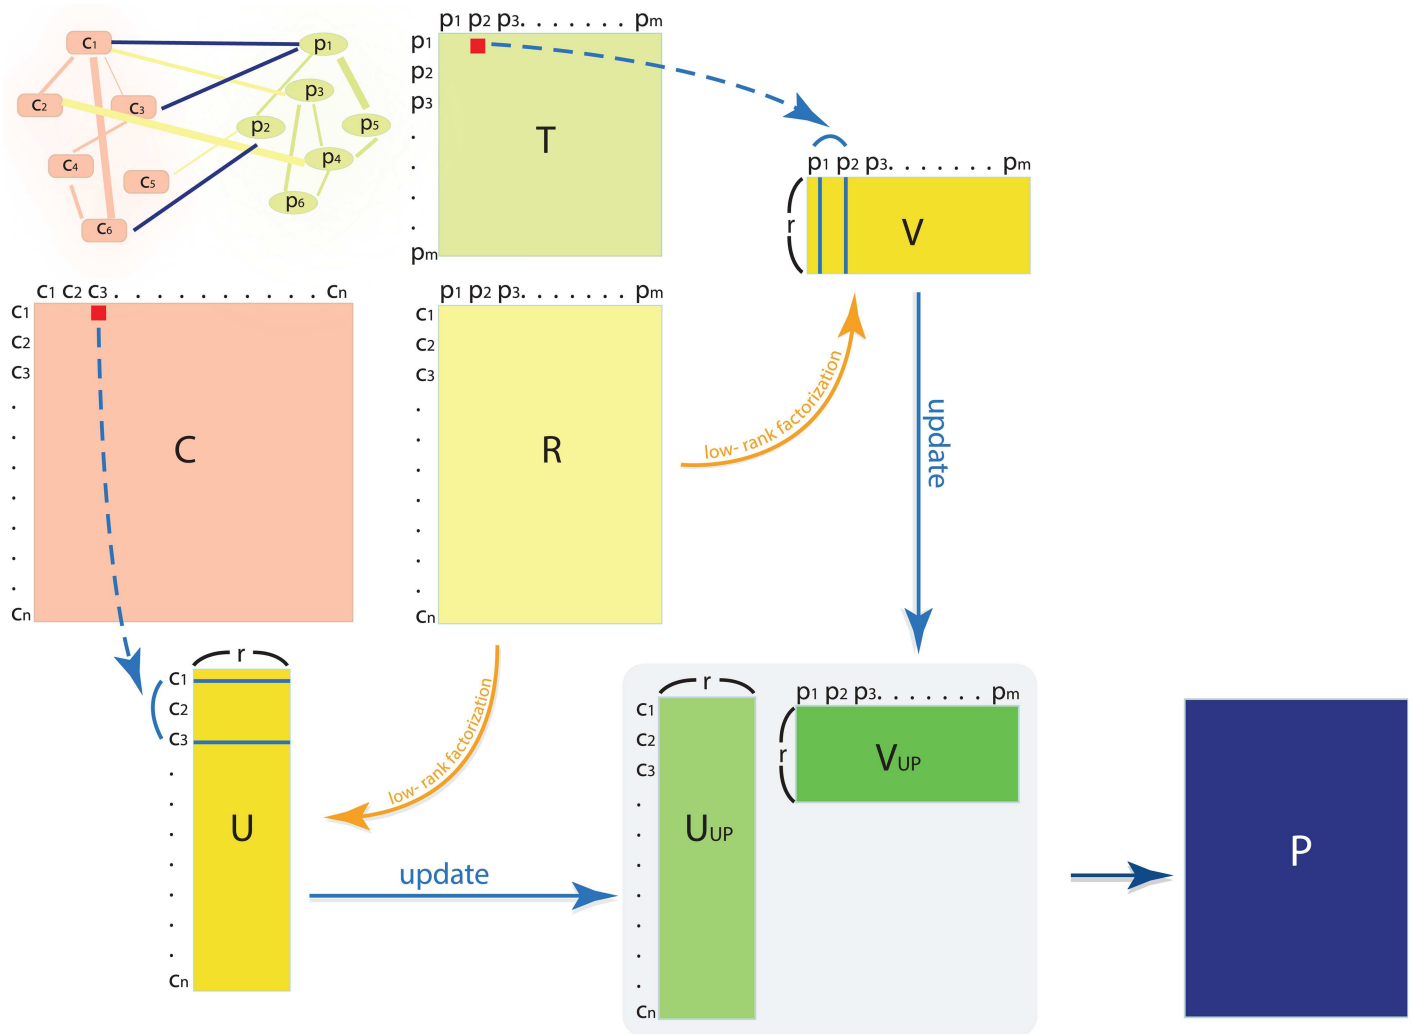 c1
p1
c2
c3
p3
p2
p5
c4
c5
p4
c6
p6
p1 p2 p3. . . . . . . pm
p1
p2
p3
.
.
.
.
pm
T
p1 p2 p3. . . . . . . pm
r
V
c1 c2 c3. . . . . . . . . . cn
c1
c2
c3
.
.
.
.
.
.
.
cn
C
p1 p2 p3. . . . . . pm
c1
c2
c3
.
.
.
.
.
.
.
cn
R
low- rank factorization
update
r
c1
c2
c3
.
.
.
.
.
.
.
cn
U
low- rank factorization
update
r
c1
c2
c3
.
.
.
.
.
.
.
cn
UUP
p1 p2 p3. . . . . . . pm
r
VUP
P